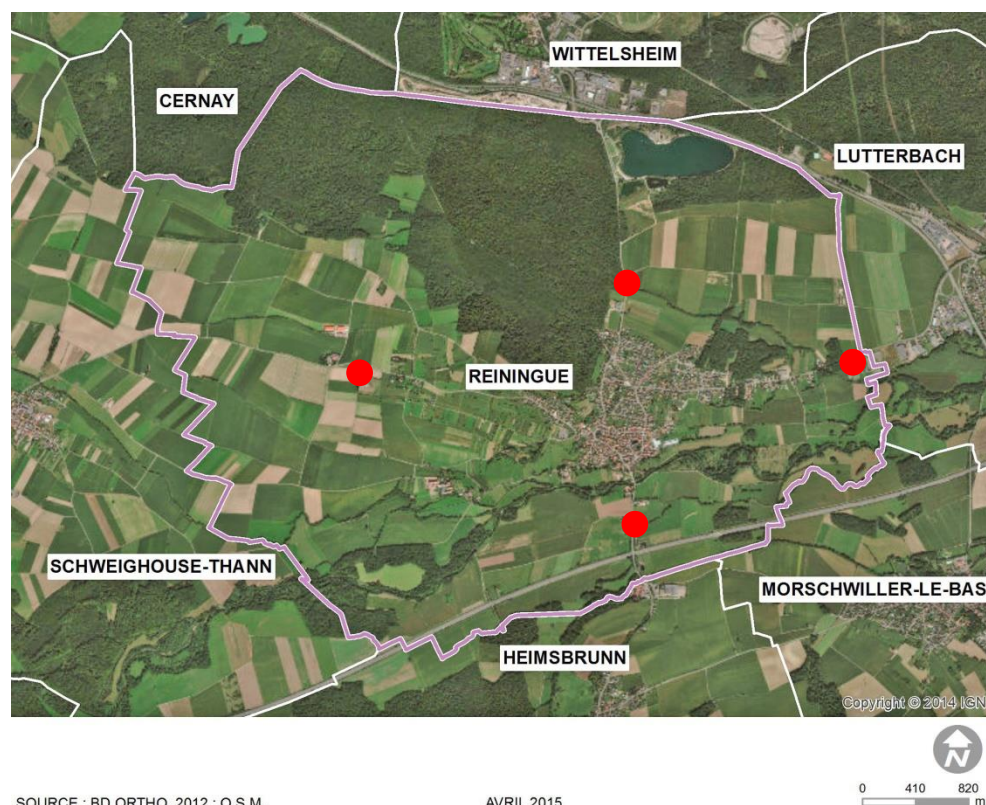 WITTELSHEIM
CERNAY
LUTTERBACH
REININGUE
SCHWEIGHOUSE-THANN
MORSCHWILLER-LE-BAS
HEIMSBRUNN
Copyright © 2014 IGN
N
0 410 820
m
SOURCE : BD ORTHO, 2012 ; O.S.M. AVRIL 2015